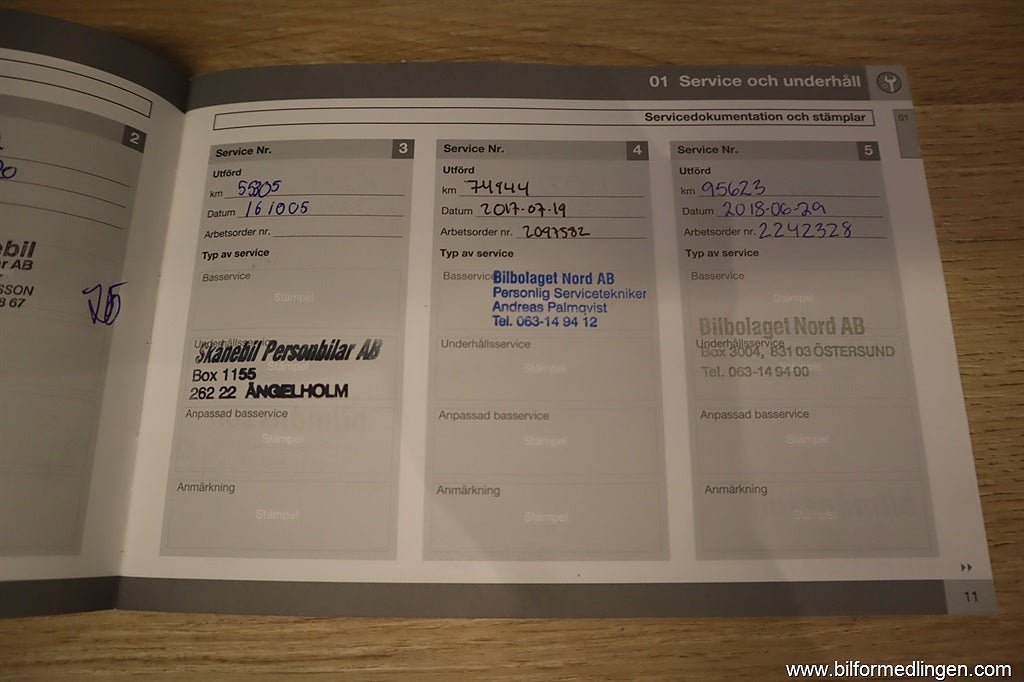 01 Service och underhåll
01
Servicedokumentation och stämplar
2
Service Nr. 3
Utförd
km 55805
Datum 161005
Arbetsorder nr.
Typ av service
Basservice
Stämpel
Underhållsservice
Stämpel
Skånebil Personbilar AB
Box 1155
262 22 ÄNGELHOLM
Anpassad basservice
Stämpel
Anmärkning
Stämpel
Service Nr. 4
Utförd
km 74944
Datum 2017-07-19
Arbetsorder nr. 2097582
Typ av service
Basservice
Bilbolaget Nord AB
Personlig Servicetekniker
Andreas Palmqvist
Tel. 063-14 94 12
Underhållsservice
Stämpel
Anpassad basservice
Stämpel
Anmärkning
Stämpel
Service Nr. 5
Utförd
km 95623
Datum 2018-06-29
Arbetsorder nr. 2242328
Typ av service
Basservice
Stämpel
Bilbolaget Nord AB
Underhållsservice
Box 3004, 831 03 ÖSTERSUND
Tel. 063-14 94 00
Anpassad basservice
Stämpel
Anmärkning
Stämpel
11
www.bilformedlingen.com